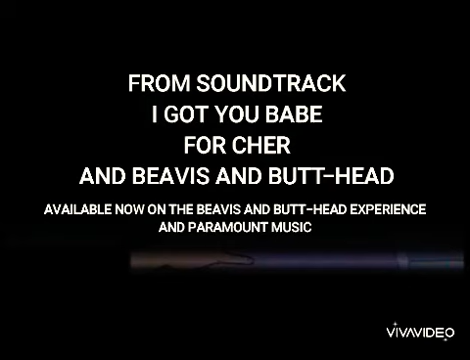 FROM SOUNDTRACK
I GOT YOU BABE
FOR CHER
AND BEAVIS AND BUTT-HEAD
AVAILABLE NOW ON THE BEAVIS AND BUTT-HEAD EXPERIENCE
AND PARAMOUNT MUSIC
VIVAVIDEO